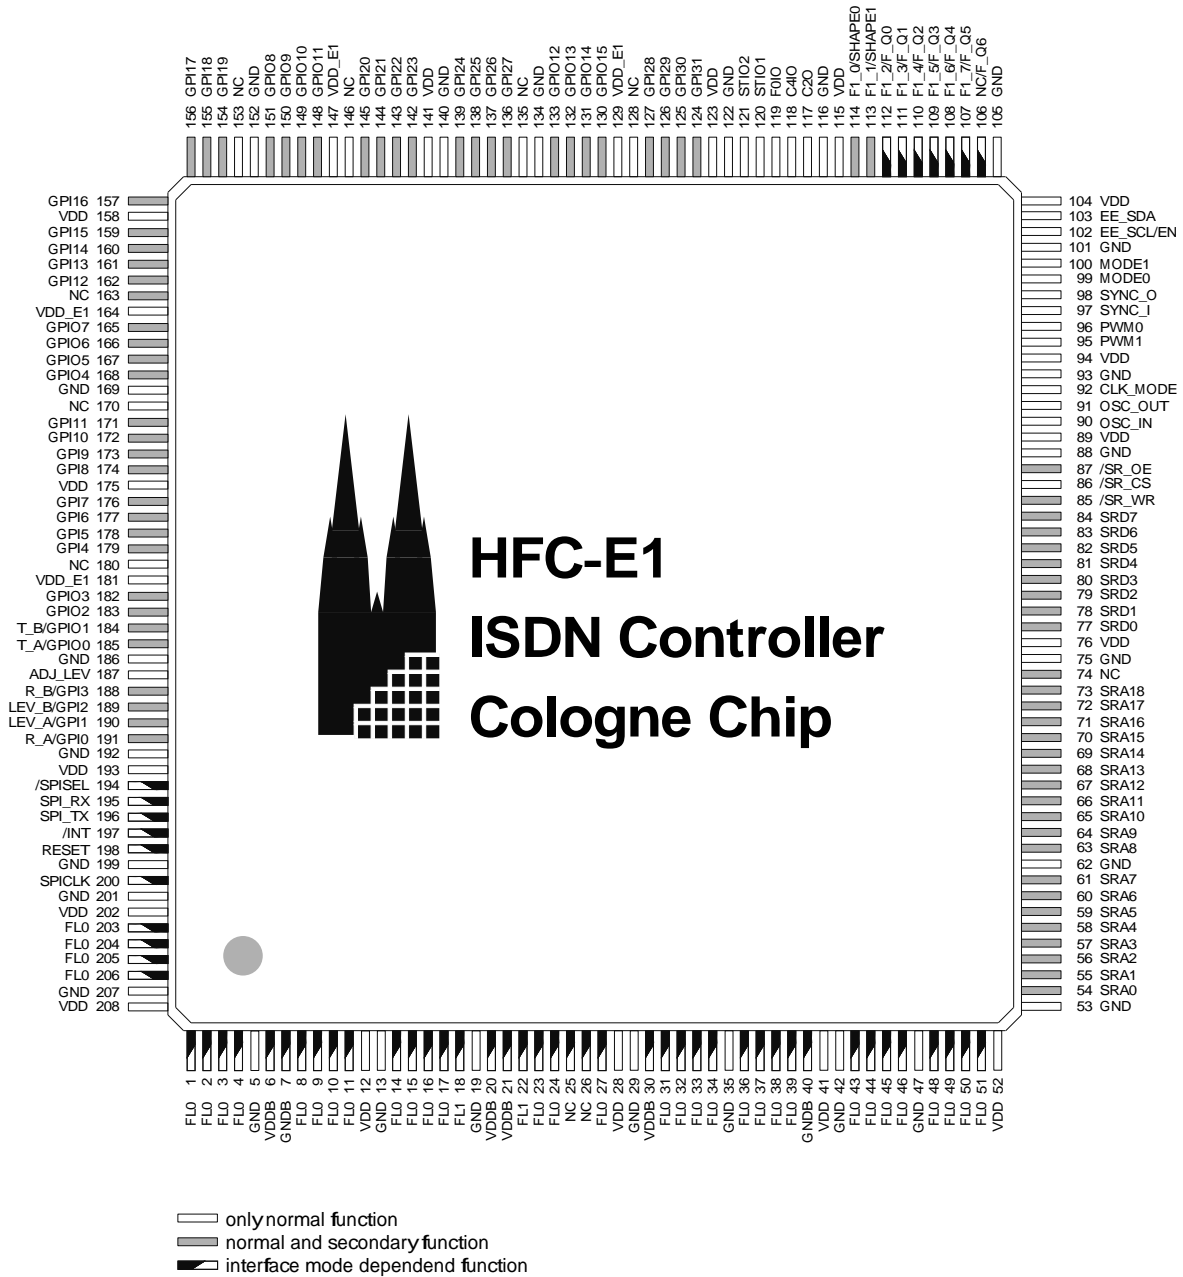 156 GPI17
155 GPI18
154 GPI19
153 NC
152 GND
151 GPIO8
150 GPIO9
149 GPIO10
148 GPIO11
147 VDD_E1
146 NC
145 GPI20
144 GPI21
143 GPI22
142 GPI23
141 VDD
140 GND
139 GPI24
138 GPI25
137 GPI26
136 GPI27
135 NC
134 GND
133 GPIO12
132 GPIO13
131 GPIO14
130 GPIO15
129 VDD_E1
128 NC
127 GPI28
126 GPI29
125 GPI30
124 GPI31
123 VDD
122 GND
121 STIO2
120 STIO1
119 F0IO
118 C4IO
117 C2O
116 GND
115 VDD
114 F1_0/SHAPE0
113 F1_1/SHAPE1
112 F1_2/F_Q0
111 F1_3/F_Q1
110 F1_4/F_Q2
109 F1_5/F_Q3
108 F1_6/F_Q4
107 F1_7/F_Q5
106 NC/F_Q6
105 GND
GPI16 157
VDD 158
GPI15 159
GPI14 160
GPI13 161
GPI12 162
NC 163
VDD_E1 164
GPIO7 165
GPIO6 166
GPIO5 167
GPIO4 168
GND 169
NC 170
GPI11 171
GPI10 172
GPI9 173
GPI8 174
VDD 175
GPI7 176
GPI6 177
GPI5 178
GPI4 179
NC 180
VDD_E1 181
GPIO3 182
GPIO2 183
T_B/GPIO1 184
T_A/GPIO0 185
GND 186
ADJ_LEV 187
R_B/GPI3 188
LEV_B/GPI2 189
LEV_A/GPI1 190
R_A/GPI0 191
GND 192
VDD 193
/SPISEL 194
SPI_RX 195
SPI_TX 196
/INT 197
RESET 198
GND 199
SPICLK 200
GND 201
VDD 202
FL0 203
FL0 204
FL0 205
FL0 206
GND 207
VDD 208
HFC-E1
ISDN Controller
Cologne Chip
104 VDD
103 EE_SDA
102 EE_SCL/EN
101 GND
100 MODE1
99 MODE0
98 SYNC_O
97 SYNC_I
96 PWM0
95 PWM1
94 VDD
93 GND
92 CLK_MODE
91 OSC_OUT
90 OSC_IN
89 VDD
88 GND
87 /SR_OE
86 /SR_CS
85 /SR_WR
84 SRD7
83 SRD6
82 SRD5
81 SRD4
80 SRD3
79 SRD2
78 SRD1
77 SRD0
76 VDD
75 GND
74 NC
73 SRA18
72 SRA17
71 SRA16
70 SRA15
69 SRA14
68 SRA13
67 SRA12
66 SRA11
65 SRA10
64 SRA9
63 SRA8
62 GND
61 SRA7
60 SRA6
59 SRA5
58 SRA4
57 SRA3
56 SRA2
55 SRA1
54 SRA0
53 GND
FL0 1
FL0 2
FL0 3
FL0 4
GND 5
VDDB 6
GNDB 7
FL0 8
FL0 9
FL0 10
FL0 11
VDD 12
GND 13
FL0 14
FL0 15
FL0 16
FL0 17
FL1 18
GND 19
VDDB 20
VDDB 21
FL1 22
FL0 23
FL0 24
NC 25
NC 26
FL0 27
VDD 28
GND 29
VDDB 30
FL0 31
FL0 32
FL0 33
FL0 34
GND 35
FL0 36
FL0 37
FL0 38
FL0 39
GNDB 40
VDD 41
GND 42
FL0 43
FL0 44
FL0 45
FL0 46
GND 47
FL0 48
FL0 49
FL0 50
FL0 51
VDD 52
only normal function
normal and secondary function
interface mode dependend function